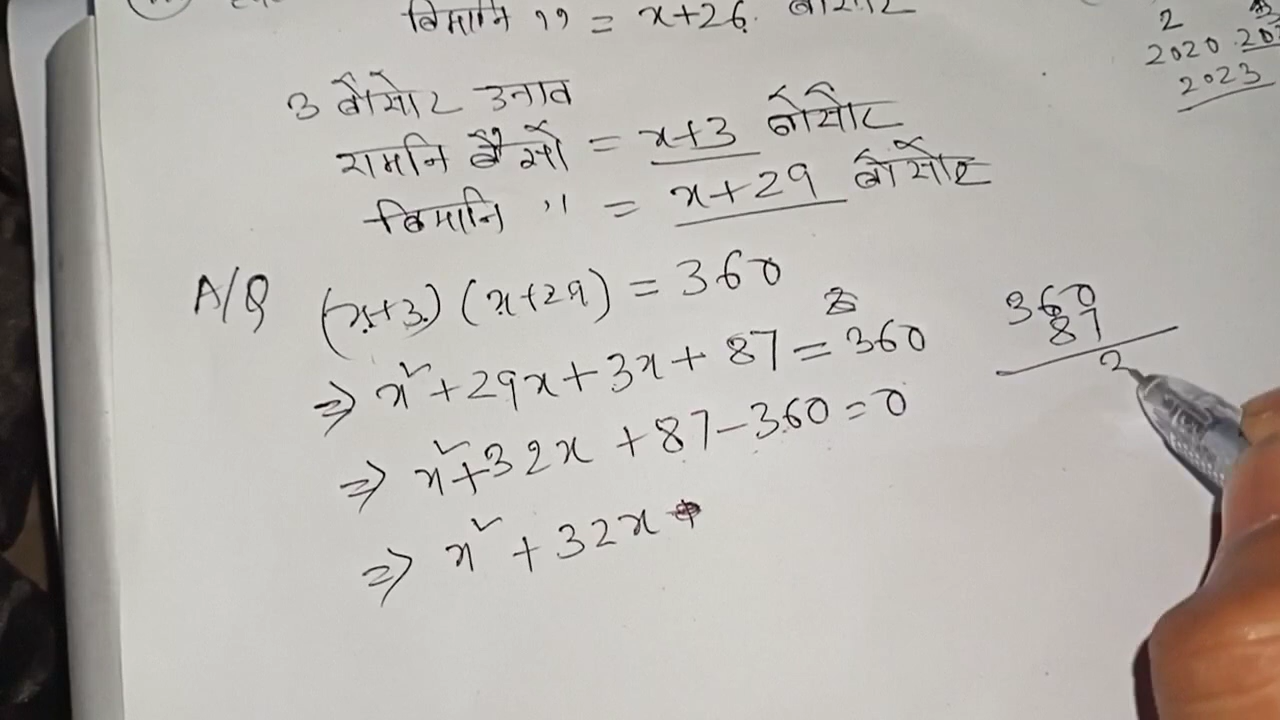 बिमानि '' = x+26. बोसोर
2
2020
2023
3 बोसोर उनाव
रामनि बैसो = x+3 बोसोर
बिमानि '' = x+29 बोसोर
A/Q (x+3) (x+29) = 360
⇒ x² + 29x + 3x + 87 = 360
⇒ x² + 32x + 87 - 360 = 0
⇒ x² + 32x
360
87
2